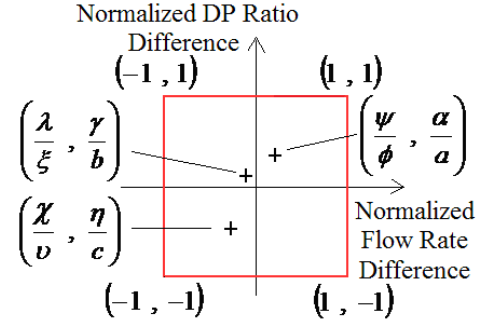 Normalized DP Ratio
Difference
(−1 , 1)
(1 , 1)
(λ/ξ , γ/b)
(ψ/ϕ , α/a)
(χ/υ , η/c)
Normalized
Flow Rate
Difference
(−1 , −1)
(1 , −1)